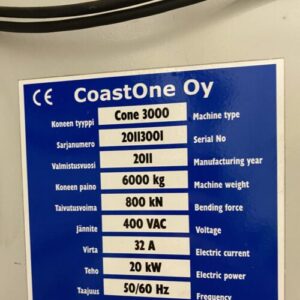 CE CoastOne Oy
Koneen tyyppi Cone 3000 Machine type
Sarjanumero 20113001 Serial No
Valmistusvuosi 2011 Manufacturing year
Koneen paino 6000 kg Machine weight
Taivutusvoima 800 kN Bending force
Jännite 400 VAC Voltage
Virta 32 A Electric current
Teho 20 kW Electric power
Taajuus 50/60 Hz Frequency